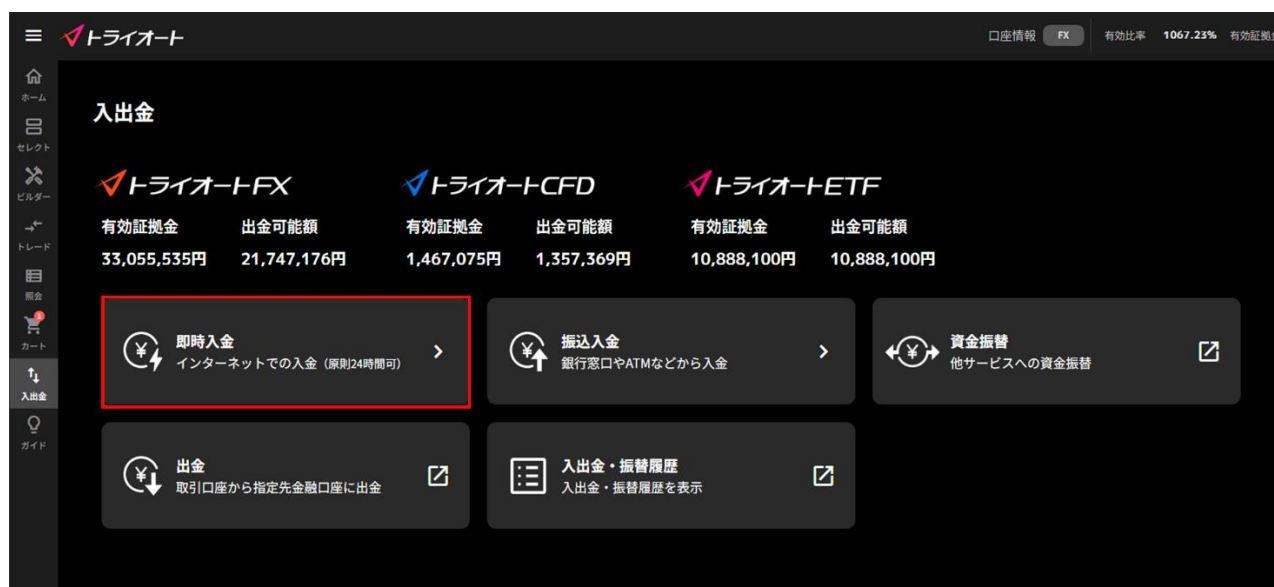 トライオート
口座情報 FX 有効比率 1067.23% 有効証拠金
ホーム
セレクト
ビルダー
トレード
照会
1
カート
入出金
ガイド
入出金
トライオートFX トライオートCFD トライオートETF
有効証拠金 出金可能額 有効証拠金 出金可能額 有効証拠金 出金可能額
33,055,535円 21,747,176円 1,467,075円 1,357,369円 10,888,100円 10,888,100円
即時入金
インターネットでの入金（原則24時間可）
振込入金
銀行窓口やATMなどから入金
資金振替
他サービスへの資金振替
出金
取引口座から指定先金融口座に出金
入出金・振替履歴
入出金・振替履歴を表示